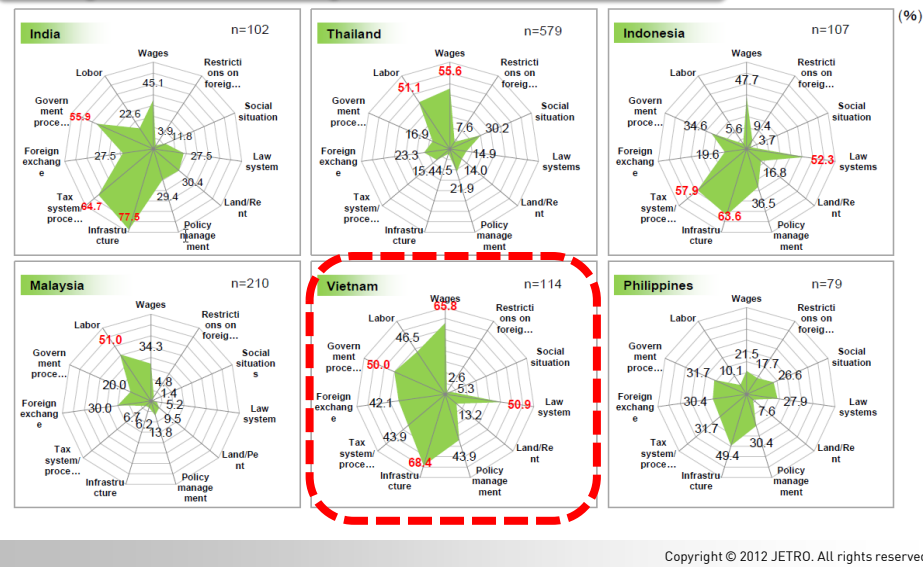 (%)
India
n=102
Wages
Restricti
ons on
foreig...
Social
situation
Law
systems
Land/Re
nt
Policy
manage
ment
Infrastru
cture
Tax
system/
proce...
Foreign
exchang
e
Govern
ment
proce...
Labor
45.1
3.9
11.8
27.5
30.4
29.4
77.5
64.7
27.5
55.9
22.6
Thailand
n=579
Wages
Restricti
ons on
foreig...
Social
situation
Law
systems
Land/Re
nt
Policy
manage
ment
Infrastru
cture
Tax
system/
proce...
Foreign
exchang
e
Govern
ment
proce...
Labor
55.6
7.6
30.2
14.9
14.0
21.9
4.5
15.4
23.3
16.9
51.1
Indonesia
n=107
Wages
Restricti
ons on
foreig...
Social
situation
Law
systems
Land/Re
nt
Policy
manage
ment
Infrastru
cture
Tax
system/
proce...
Foreign
exchang
e
Govern
ment
proce...
Labor
47.7
9.4
3.7
52.3
16.8
36.5
63.6
57.9
19.6
34.6
5.6
Malaysia
n=210
Wages
Restricti
ons on
foreig...
Social
situation
s
Law
systems
Land/Re
nt
Policy
manage
ment
Infrastru
cture
Tax
system/
proce...
Foreign
exchang
e
Govern
ment
proce...
Labor
34.3
4.8
1.4
5.2
9.5
13.8
6.2
6.7
30.0
20.0
51.0
Vietnam
n=114
Wages
Restricti
ons on
foreig...
Social
situation
Law
system
Land/Re
nt
Policy
manage
ment
Infrastru
cture
Tax
system/
proce...
Foreign
exchang
e
Govern
ment
proce...
Labor
65.8
2.6
5.3
50.9
13.2
43.9
68.4
43.9
42.1
50.0
46.5
Philippines
n=79
Wages
Restricti
ons on
foreig...
Social
situation
Law
systems
Land/Re
nt
Policy
manage
ment
Infrastru
cture
Tax
system/
proce...
Foreign
exchang
e
Govern
ment
proce...
Labor
21.5
17.7
26.6
27.9
7.6
30.4
49.4
31.7
30.4
31.7
10.1
Copyright © 2012 JETRO. All rights reserved